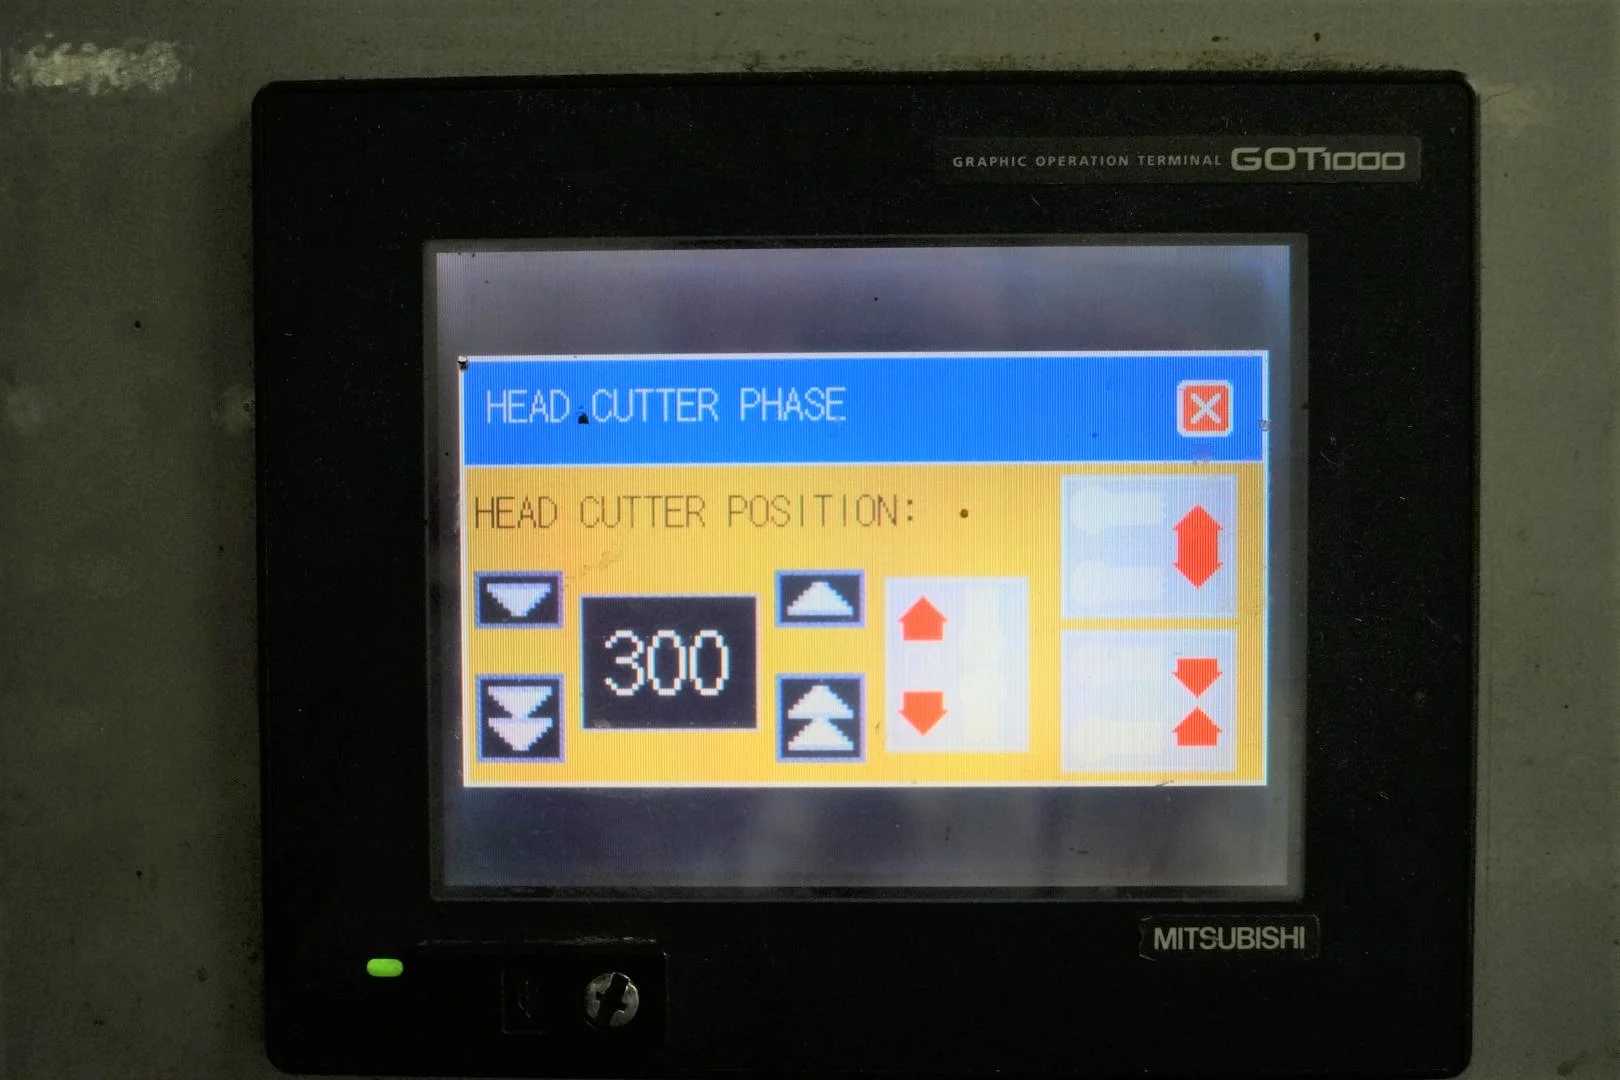 GRAPHIC OPERATION TERMINAL GOT1000
HEAD CUTTER PHASE
HEAD CUTTER POSITION:
300
MITSUBISHI